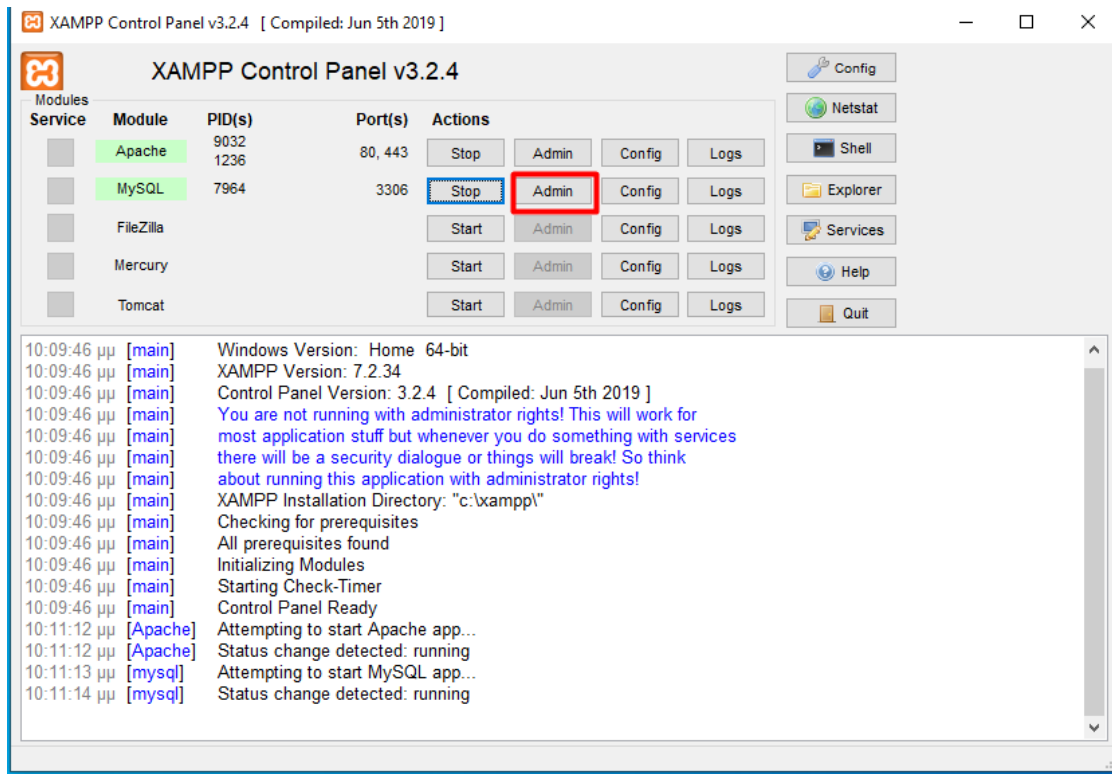 XAMPP Control Panel v3.2.4 [ Compiled: Jun 5th 2019 ]
XAMPP Control Panel v3.2.4
Config
Modules
Service Module PID(s) Port(s) Actions
Netstat
Apache 9032 1236 80, 443 Stop Admin Config Logs
Shell
MySQL 7964 3306 Stop Admin Config Logs
Explorer
FileZilla Start Admin Config Logs
Services
Mercury Start Admin Config Logs
Help
Tomcat Start Admin Config Logs
Quit
10:09:46 μμ [main] Windows Version: Home 64-bit
10:09:46 μμ [main] XAMPP Version: 7.2.34
10:09:46 μμ [main] Control Panel Version: 3.2.4 [ Compiled: Jun 5th 2019 ]
10:09:46 μμ [main] You are not running with administrator rights! This will work for
10:09:46 μμ [main] most application stuff but whenever you do something with services
10:09:46 μμ [main] there will be a security dialogue or things will break! So think
10:09:46 μμ [main] about running this application with administrator rights!
10:09:46 μμ [main] XAMPP Installation Directory: "c:\xampp\"
10:09:46 μμ [main] Checking for prerequisites
10:09:46 μμ [main] All prerequisites found
10:09:46 μμ [main] Initializing Modules
10:09:46 μμ [main] Starting Check-Timer
10:09:46 μμ [main] Control Panel Ready
10:11:12 μμ [Apache] Attempting to start Apache app...
10:11:12 μμ [Apache] Status change detected: running
10:11:13 μμ [mysql] Attempting to start MySQL app...
10:11:14 μμ [mysql] Status change detected: running